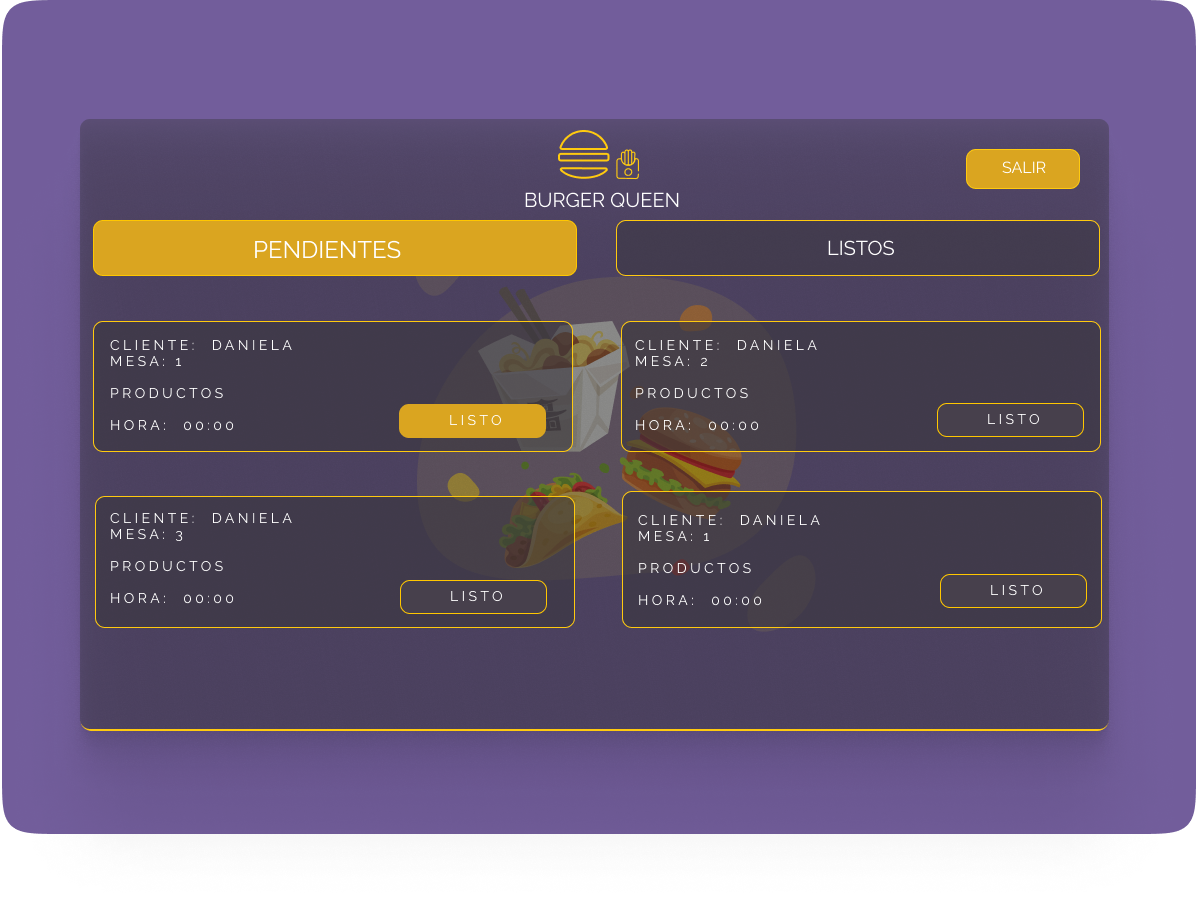 BURGER QUEEN
SALIR
PENDIENTES
LISTOS
CLIENTE: DANIELA
MESA: 1
PRODUCTOS
HORA: 00:00
LISTO
CLIENTE: DANIELA
MESA: 2
PRODUCTOS
HORA: 00:00
LISTO
CLIENTE: DANIELA
MESA: 3
PRODUCTOS
HORA: 00:00
LISTO
CLIENTE: DANIELA
MESA: 1
PRODUCTOS
HORA: 00:00
LISTO